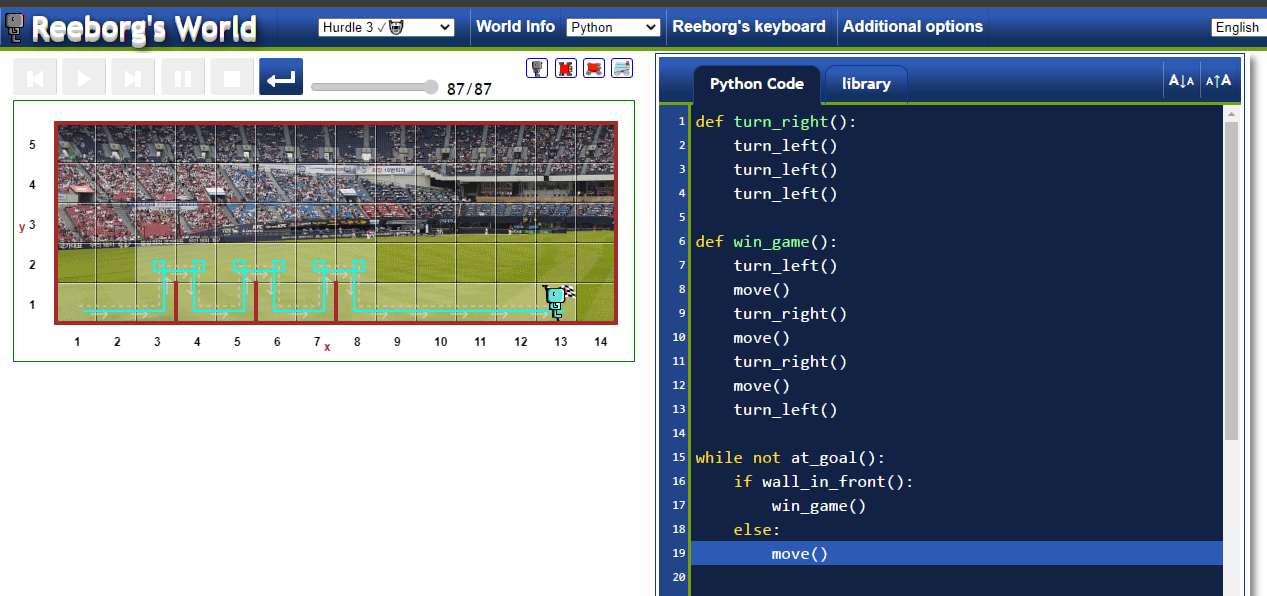 Reeborg's World
Hurdle 3 ✓
World Info
Python
Reeborg's keyboard
Additional options
English
87/87
5
4
y 3
2
1
1 2 3 4 5 6 7 x 8 9 10 11 12 13 14
Python Code
library
A↓A
A↑A
1 def turn_right():
2     turn_left()
3     turn_left()
4     turn_left()
5
6 def win_game():
7     turn_left()
8     move()
9     turn_right()
10     move()
11     turn_right()
12     move()
13     turn_left()
14
15 while not at_goal():
16     if wall_in_front():
17         win_game()
18     else:
19         move()
20